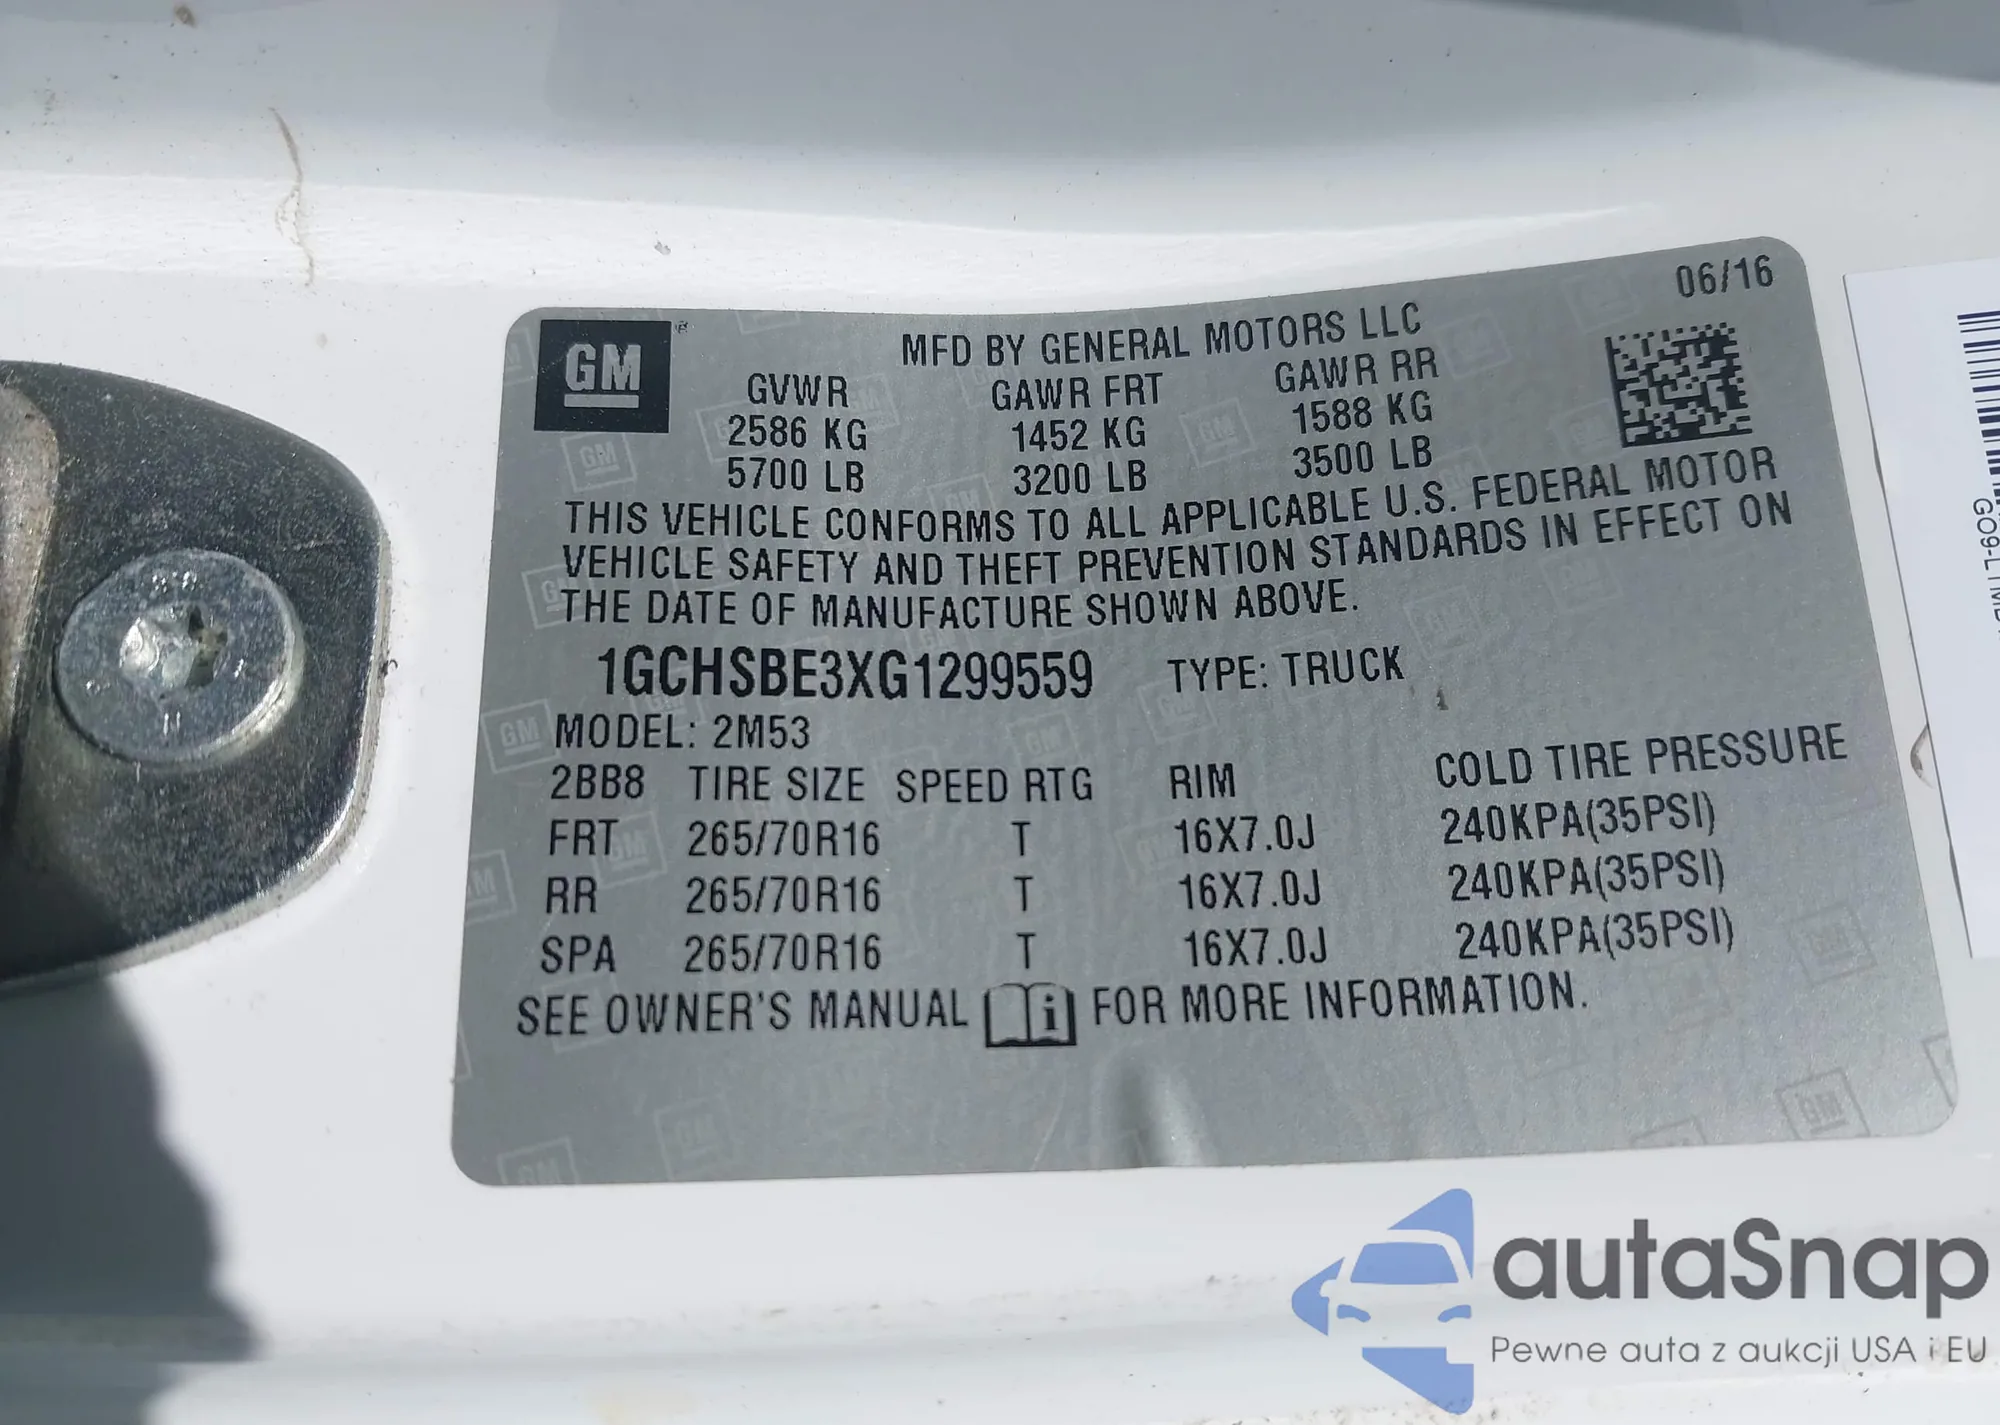 06/16
GM
MFD BY GENERAL MOTORS LLC
GVWR GAWR FRT GAWR RR
2586 KG 1452 KG 1588 KG
5700 LB 3200 LB 3500 LB
THIS VEHICLE CONFORMS TO ALL APPLICABLE U.S. FEDERAL MOTOR
VEHICLE SAFETY AND THEFT PREVENTION STANDARDS IN EFFECT ON
THE DATE OF MANUFACTURE SHOWN ABOVE.
1GCHSBE3XG1299559 TYPE: TRUCK
MODEL: 2M53
2BB8 TIRE SIZE SPEED RTG RIM COLD TIRE PRESSURE
FRT 265/70R16 T 16X7.0J 240KPA(35PSI)
RR 265/70R16 T 16X7.0J 240KPA(35PSI)
SPA 265/70R16 T 16X7.0J 240KPA(35PSI)
SEE OWNER'S MANUAL i FOR MORE INFORMATION.
autaSnap
Pewne auta z aukcji USA i EU